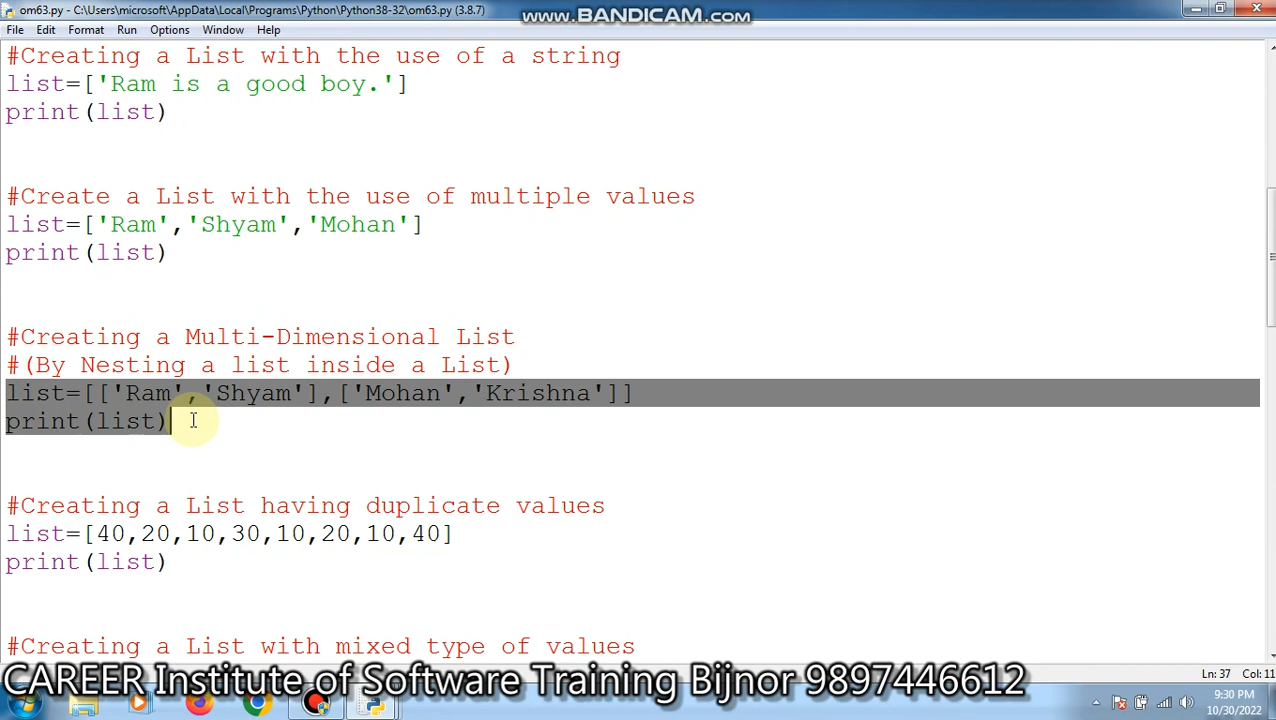 om63.py - C:\Users\microsoft\AppData\Local\Programs\Python\Python38-32\om63.py (3.8.7)
www.BANDICAM.com
File Edit Format Run Options Window Help
#Creating a List with the use of a string
list=['Ram is a good boy.']
print(list)
#Create a List with the use of multiple values
list=['Ram','Shyam','Mohan']
print(list)
#Creating a Multi-Dimensional List
#(By Nesting a list inside a List)
list=[['Ram','Shyam'],['Mohan','Krishna']]
print(list)
#Creating a List having duplicate values
list=[40,20,10,30,10,20,10,40]
print(list)
#Creating a List with mixed type of values
Ln: 37 Col: 11
CAREER Institute of Software Training Bijnor 9897446612
9:30 PM
10/30/2022